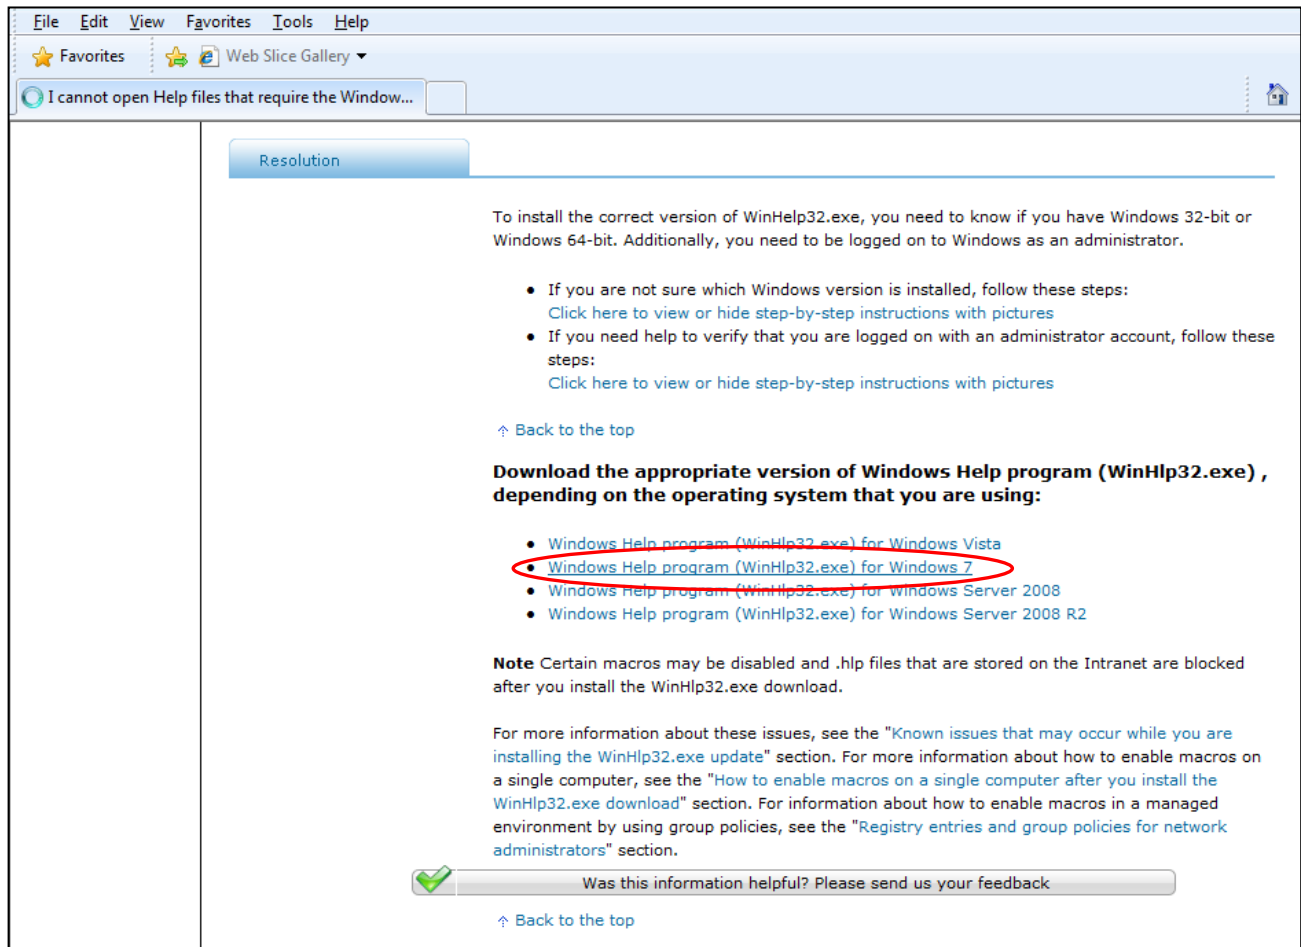 File Edit View Favorites Tools Help
Favorites Web Slice Gallery
I cannot open Help files that require the Window...
Resolution
To install the correct version of WinHelp32.exe, you need to know if you have Windows 32-bit or
Windows 64-bit. Additionally, you need to be logged on to Windows as an administrator.
• If you are not sure which Windows version is installed, follow these steps:
Click here to view or hide step-by-step instructions with pictures
• If you need help to verify that you are logged on with an administrator account, follow these
steps:
Click here to view or hide step-by-step instructions with pictures
Back to the top
Download the appropriate version of Windows Help program (WinHlp32.exe) ,
depending on the operating system that you are using:
• Windows Help program (WinHlp32.exe) for Windows Vista
• Windows Help program (WinHlp32.exe) for Windows 7
• Windows Help program (WinHlp32.exe) for Windows Server 2008
• Windows Help program (WinHlp32.exe) for Windows Server 2008 R2
Note Certain macros may be disabled and .hlp files that are stored on the Intranet are blocked
after you install the WinHlp32.exe download.
For more information about these issues, see the "Known issues that may occur while you are
installing the WinHlp32.exe update" section. For more information about how to enable macros on
a single computer, see the "How to enable macros on a single computer after you install the
WinHlp32.exe download" section. For information about how to enable macros in a managed
environment by using group policies, see the "Registry entries and group policies for network
administrators" section.
Was this information helpful? Please send us your feedback
Back to the top